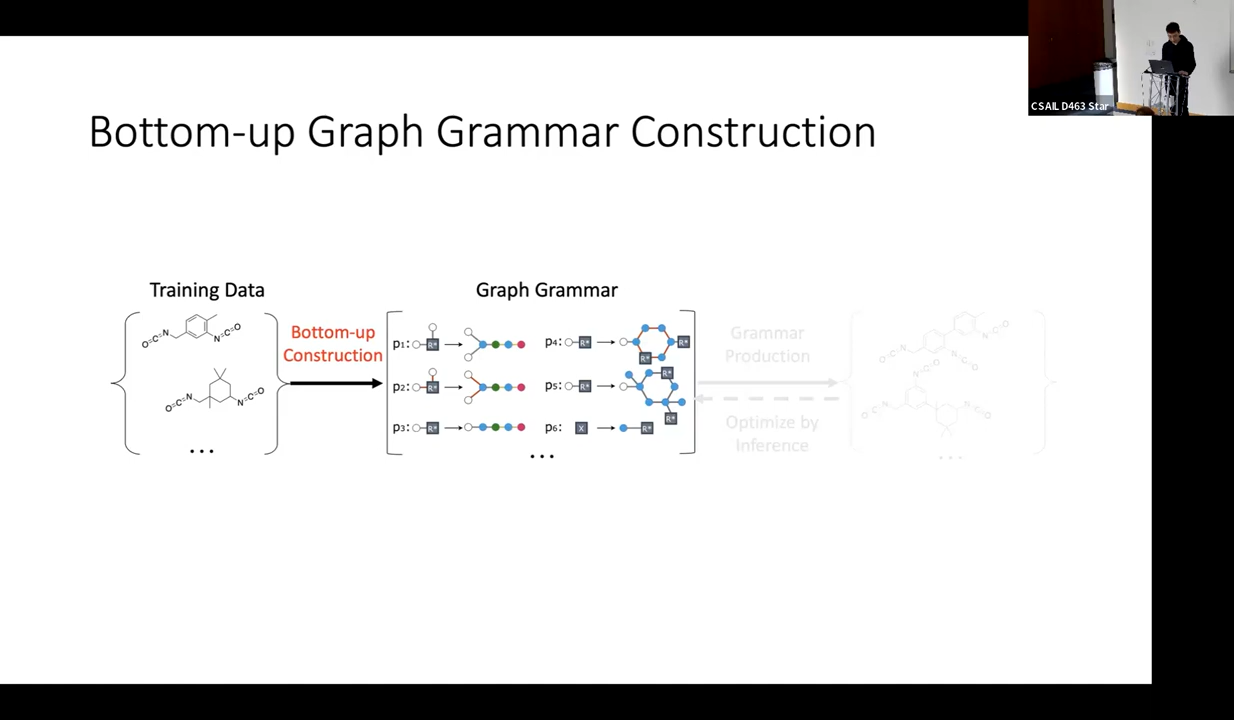 CSAIL D463 Star
Bottom-up Graph Grammar Construction
Training Data
Graph Grammar
O=C=N
N=C=O
O=C=N
N=C=O
...
Bottom-up
Construction
p1: R*
p2: R*
p3: R*
p4: R* R* R*
p5: R* R* R*
p6: X R*
...
Grammar
Production
Optimize by
Inference
...